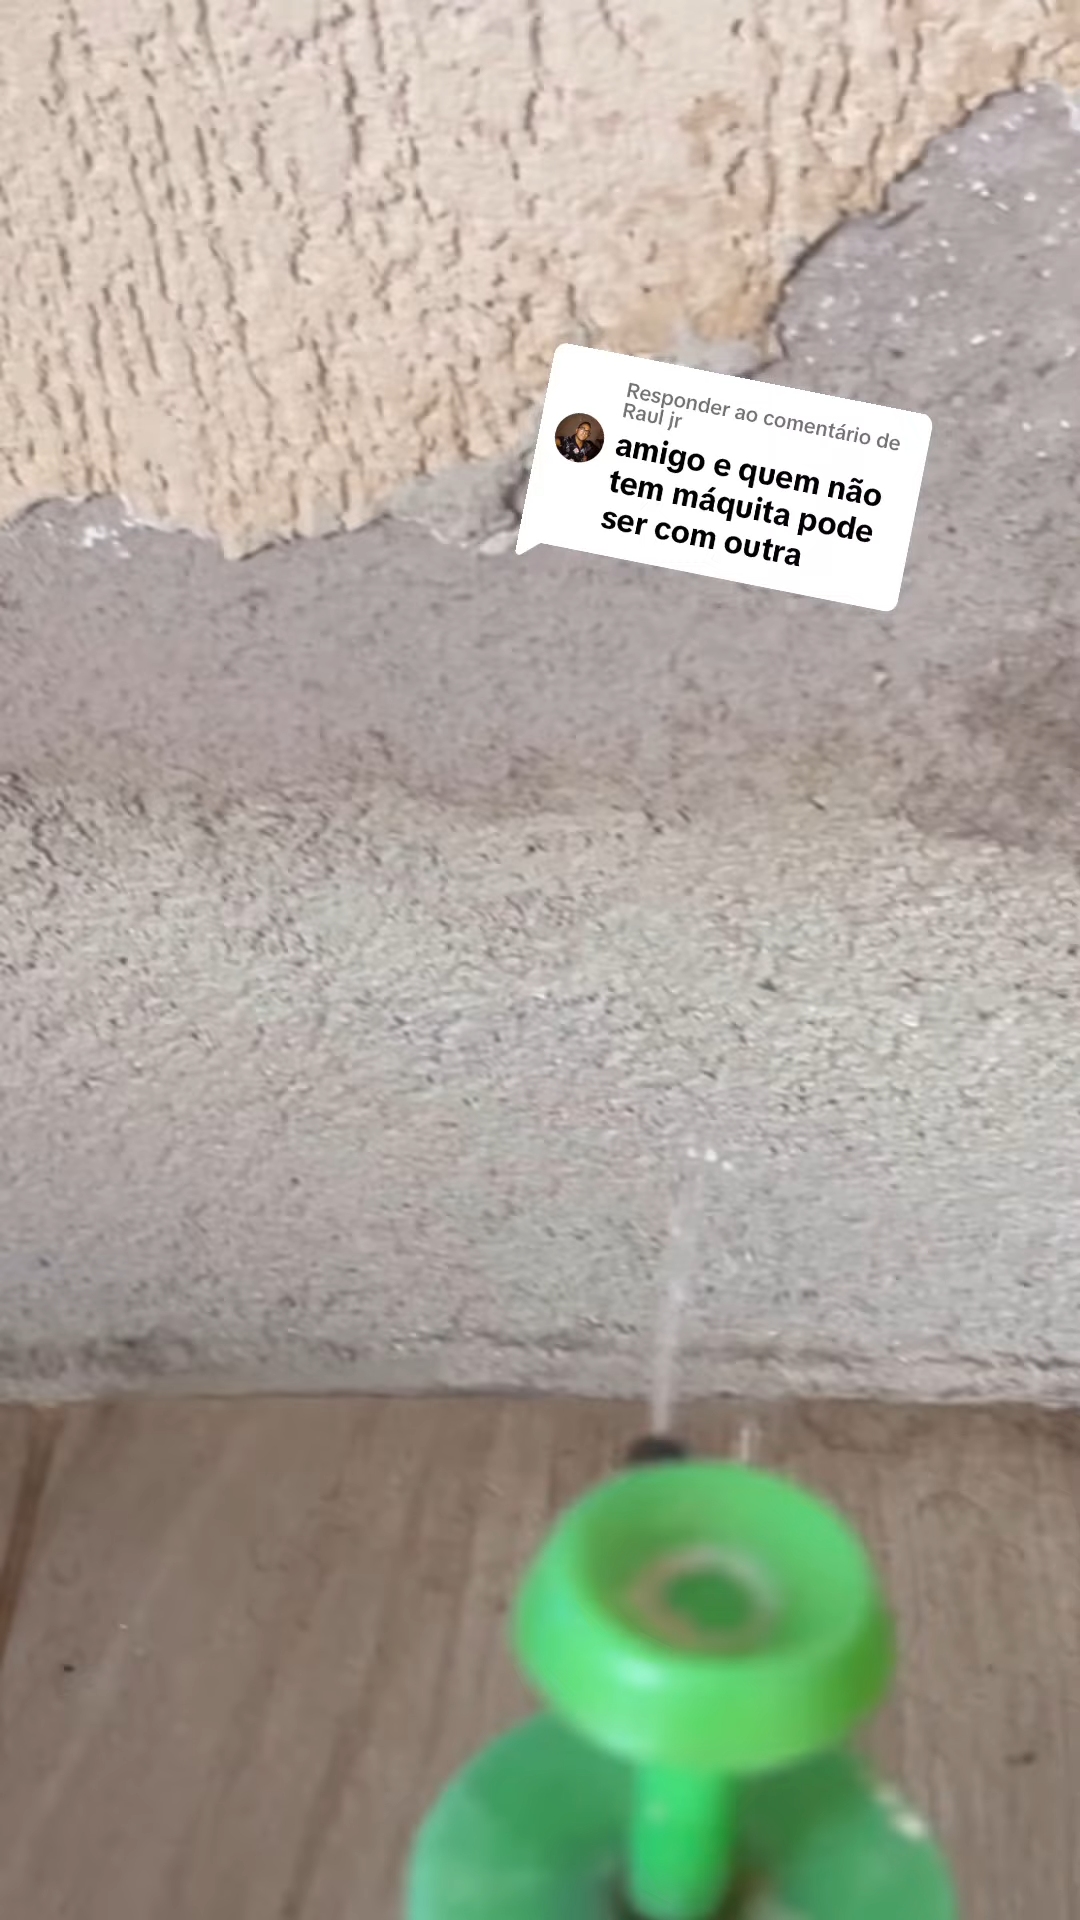 Responder ao comentário de
Raul jr
amigo e quem não
tem máquita pode
ser com outra